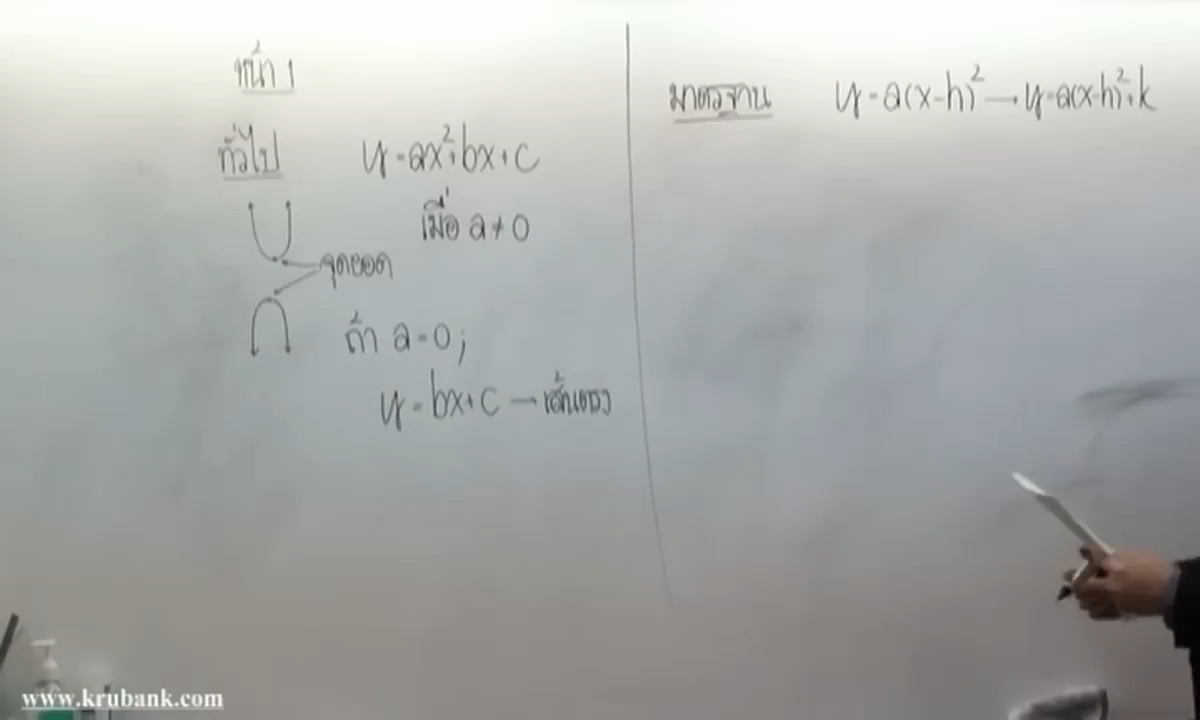 หน้า 1
ทั่วไป y = ax²+bx+c
เมื่อ a ≠ 0
จุดยอด
ถ้า a = 0;
y = bx+c → เส้นตรง
มาตรฐาน y = a(x-h)² → y = a(x-h)²+k
www.krubank.com